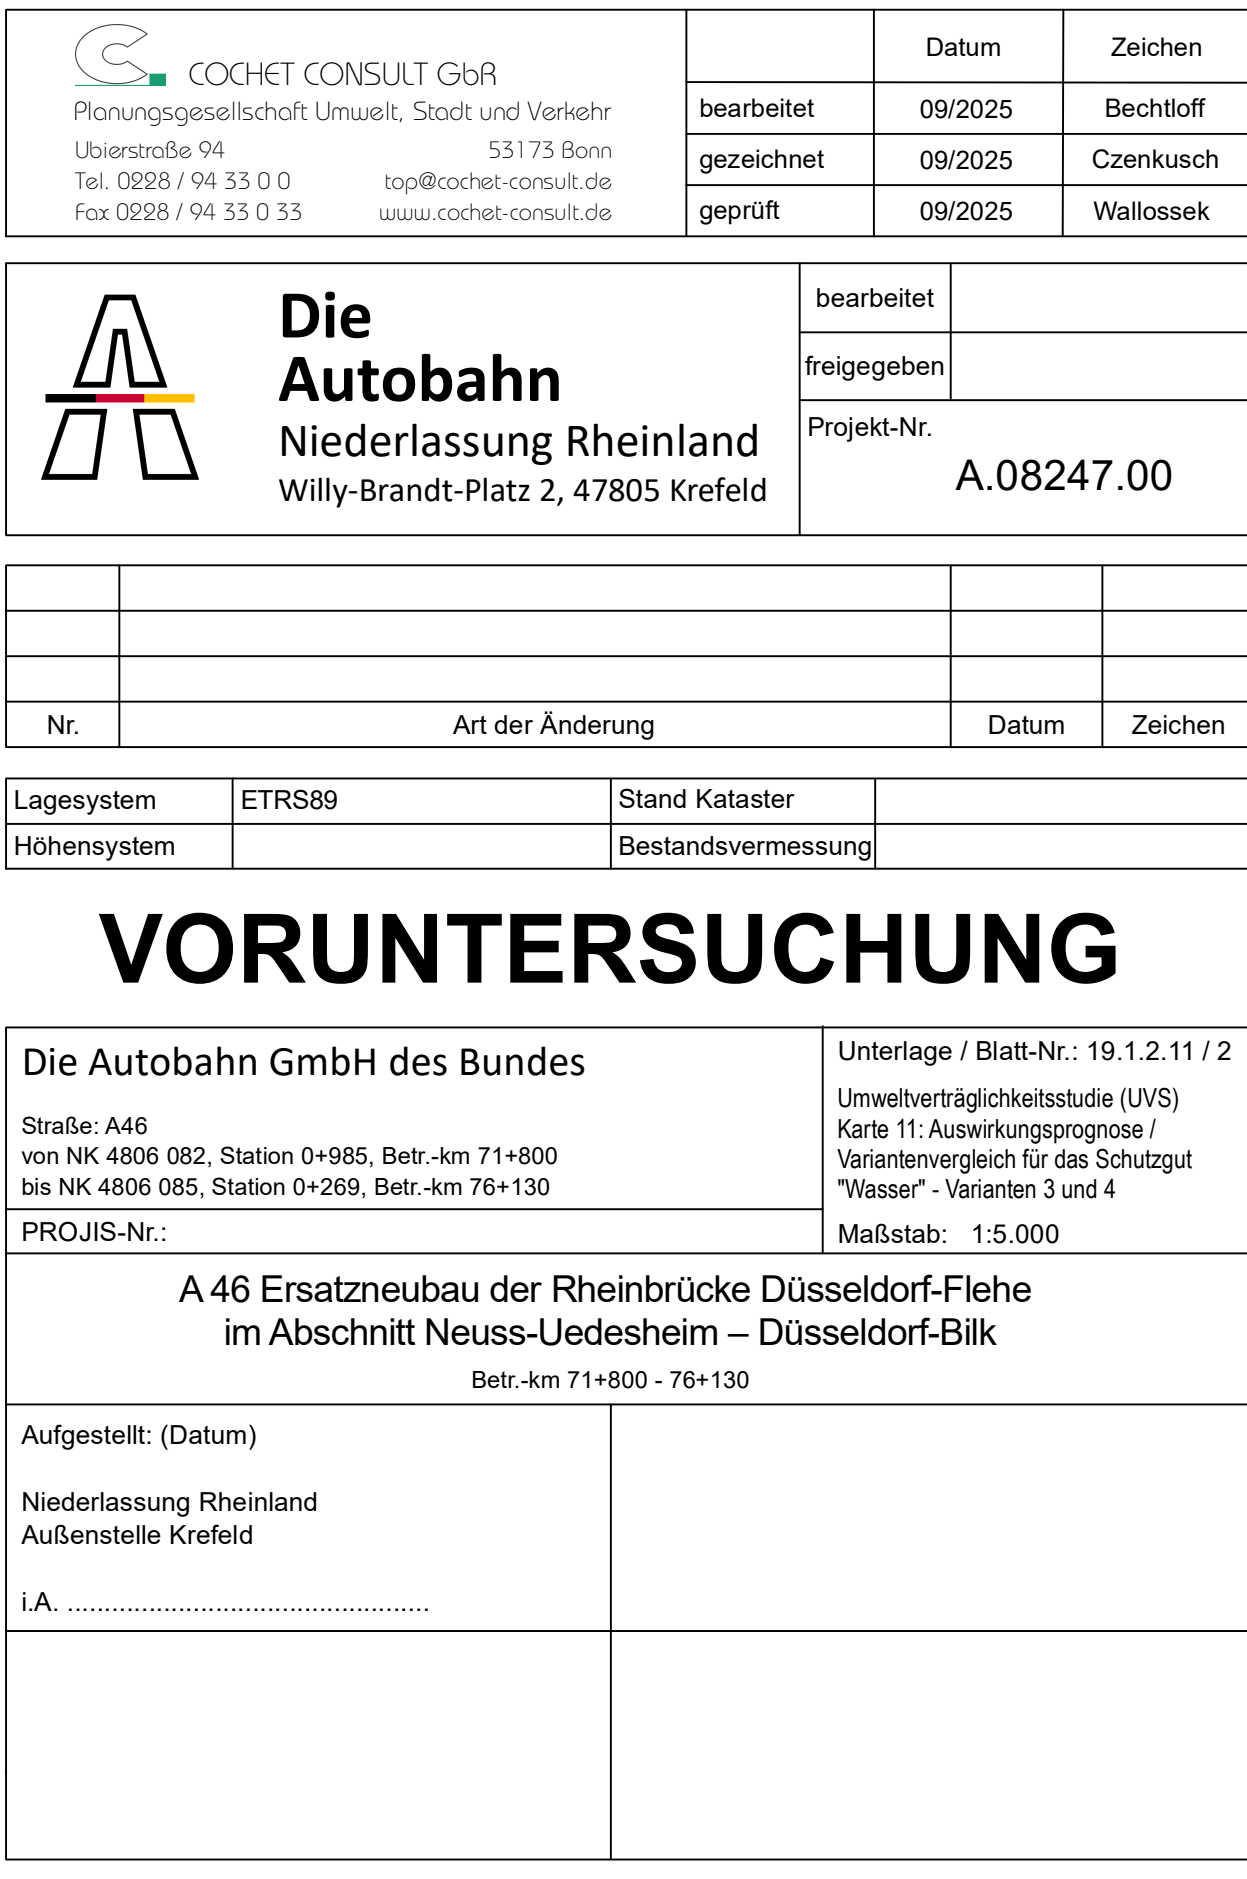 COCHET CONSULT GbR
Planungsgesellschaft Umwelt, Stadt und Verkehr
Ubierstraße 94 53173 Bonn
Tel. 0228 / 94 33 0 0 top@cochet-consult.de
Fax 0228 / 94 33 0 33 www.cochet-consult.de
Datum Zeichen
bearbeitet 09/2025 Bechtloff
gezeichnet 09/2025 Czenkusch
geprüft 09/2025 Wallossek
Die
Autobahn
Niederlassung Rheinland
Willy-Brandt-Platz 2, 47805 Krefeld
bearbeitet
freigegeben
Projekt-Nr.
A.08247.00
Nr. Art der Änderung Datum Zeichen
Lagesystem ETRS89 Stand Kataster
Höhensystem Bestandsvermessung
VORUNTERSUCHUNG
Die Autobahn GmbH des Bundes
Straße: A46
von NK 4806 082, Station 0+985, Betr.-km 71+800
bis NK 4806 085, Station 0+269, Betr.-km 76+130
PROJIS-Nr.:
Unterlage / Blatt-Nr.: 19.1.2.11 / 2
Umweltverträglichkeitsstudie (UVS)
Karte 11: Auswirkungsprognose /
Variantenvergleich für das Schutzgut
"Wasser" - Varianten 3 und 4
Maßstab: 1:5.000
A 46 Ersatzneubau der Rheinbrücke Düsseldorf-Flehe
im Abschnitt Neuss-Uedesheim – Düsseldorf-Bilk
Betr.-km 71+800 - 76+130
Aufgestellt: (Datum)
Niederlassung Rheinland
Außenstelle Krefeld
i.A. .................................................